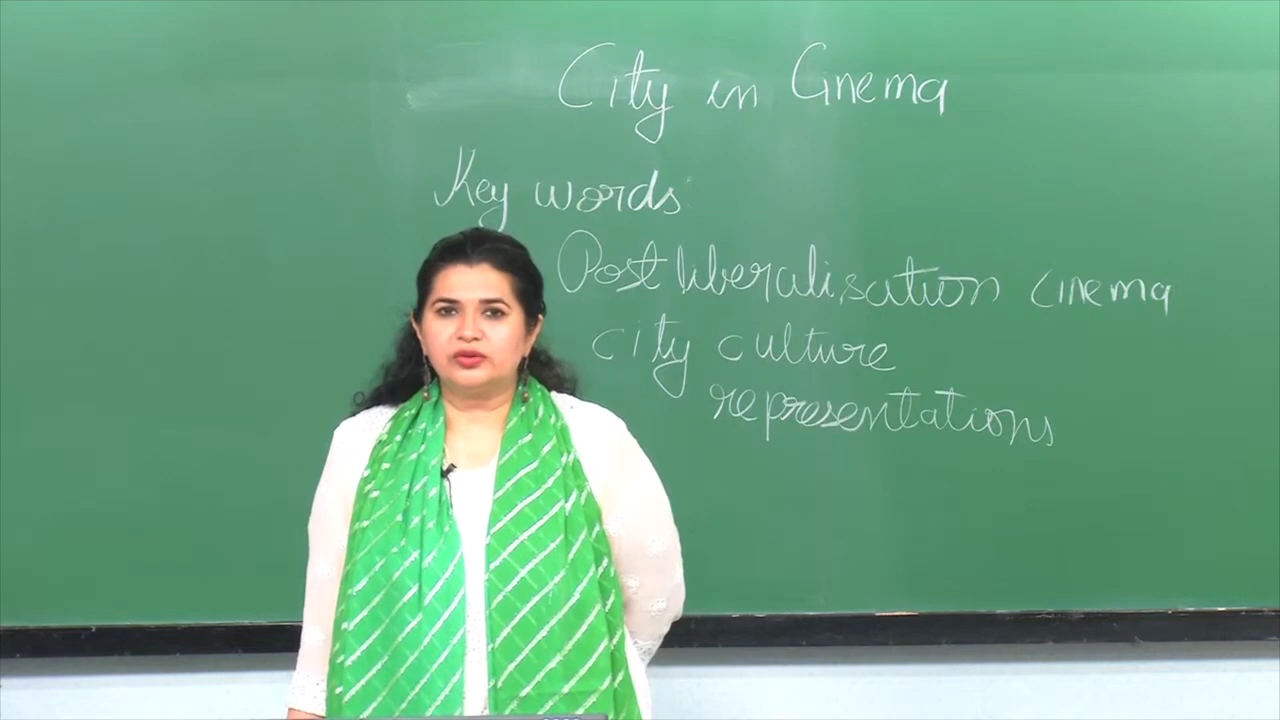 City in Cinema
Key words:
Post liberalisation cinema
city culture
representations